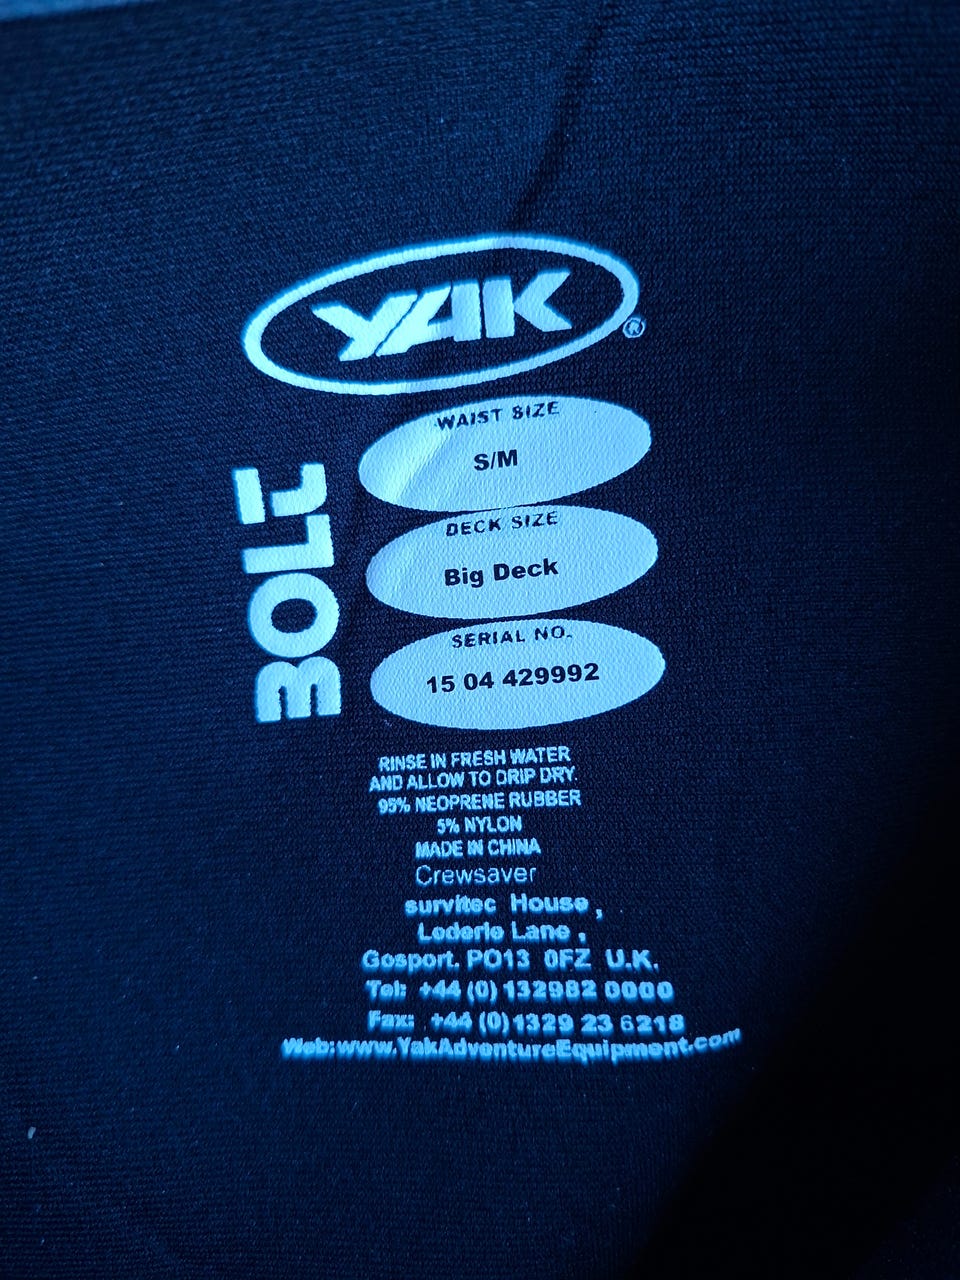 YAK®
BOLT
WAIST SIZE
S/M
DECK SIZE
Big Deck
SERIAL NO.
15 04 429992
RINSE IN FRESH WATER
AND ALLOW TO DRIP DRY.
95% NEOPRENE RUBBER
5% NYLON
MADE IN CHINA
Crewsaver
survitec House ,
Lederle Lane ,
Gosport. PO13 0FZ U.K.
Tel: +44 (0) 132982 0000
Fax: +44 (0)1329 23 6218
Web:www.YakAdventureEquipment.com